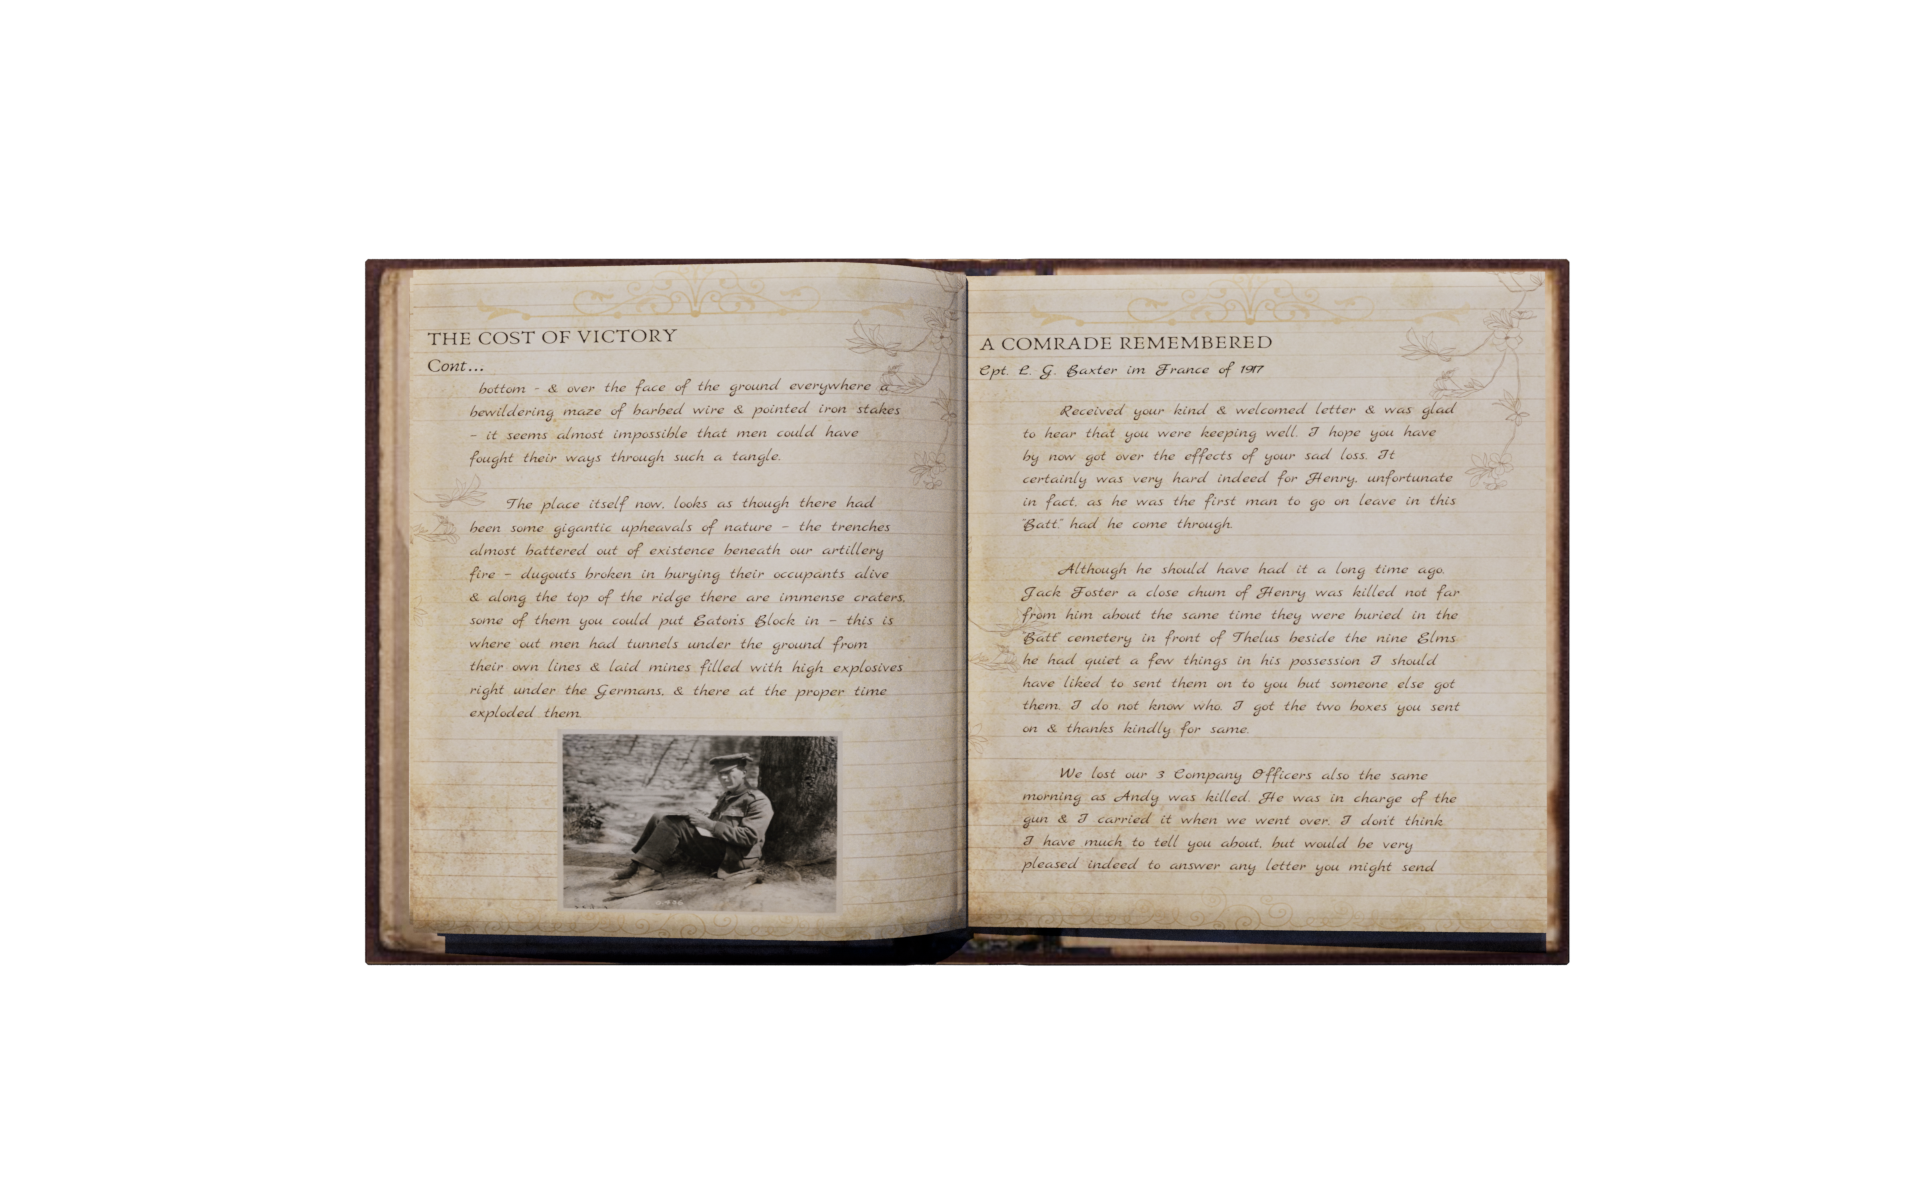 THE COST OF VICTORY
Cont...
bottom - & over the face of the ground everywhere a
bewildering maze of barbed wire & pointed iron stakes
- it seems almost impossible that men could have
fought their ways through such a tangle.
The place itself now, looks as though there had
been some gigantic upheavals of nature - the trenches
almost battered out of existence beneath our artillery
fire - dugouts broken in burying their occupants alive
& along the top of the ridge there are immense craters,
some of them you could put Eaton's Block in - this is
where out men had tunnels under the ground from
their own lines & laid mines filled with high explosives
right under the Germans, & there at the proper time
exploded them.
A COMRADE REMEMBERED
Cpt. L. G. Baxter im France of 1917
Received your kind & welcomed letter & was glad
to hear that you were keeping well. I hope you have
by now got over the effects of your sad loss. It
certainly was very hard indeed for Henry, unfortunate
in fact, as he was the first man to go on leave in this
"Batt." had he come through.
Although he should have had it a long time ago.
Jack Foster a close chum of Henry was killed not far
from him about the same time they were buried in the
"Batt" cemetery in front of Thelus beside the nine Elms
he had quiet a few things in his possession I should
have liked to sent them on to you but someone else got
them. I do not know who. I got the two boxes you sent
on & thanks kindly for same.
We lost our 3 Company Officers also the same
morning as Andy was killed. He was in charge of the
gun & I carried it when we went over. I don't think
I have much to tell you about, but would be very
pleased indeed to answer any letter you might send